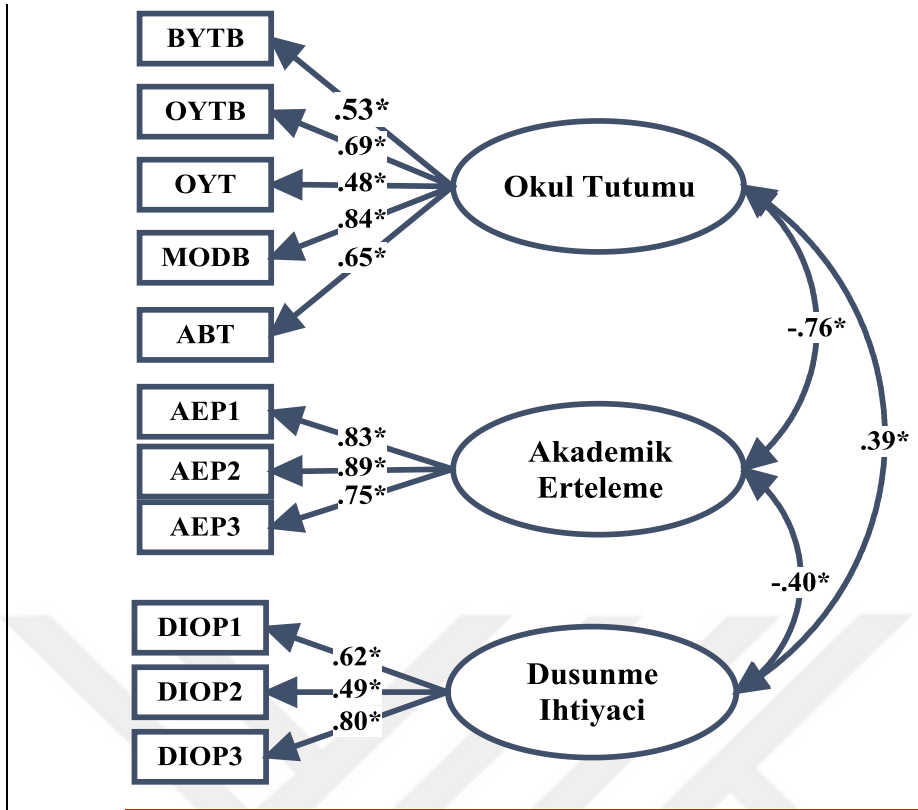 BYTB
.53*
OYTB
.69*
OYT
.48*
Okul Tutumu
MODB
.84*
.65*
ABT
-.76*
AEP1
.83*
Akademik
Erteleme
AEP2
.89*
.39*
AEP3
.75*
-.40*
DIOP1
.62*
Dusunme
Ihtiyaci
DIOP2
.49*
DIOP3
.80*